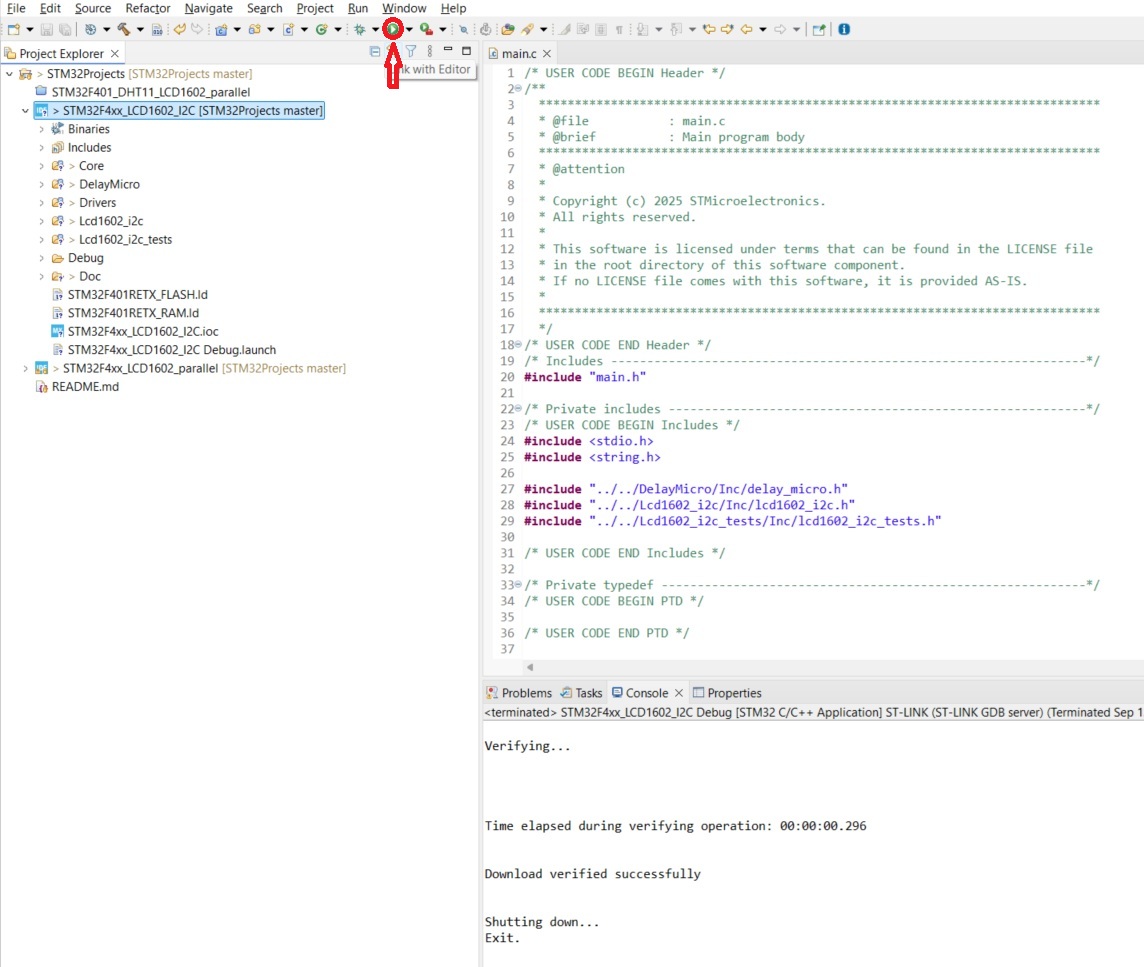 File Edit Source Refactor Navigate Search Project Run Window Help
Project Explorer
with Editor
STM32Projects [STM32Projects master]
STM32F401_DHT11_LCD1602_parallel
> STM32F4xx_LCD1602_I2C [STM32Projects master]
Binaries
Includes
> Core
> DelayMicro
> Drivers
> Lcd1602_i2c
> Lcd1602_i2c_tests
Debug
> Doc
STM32F401RETX_FLASH.ld
STM32F401RETX_RAM.ld
STM32F4xx_LCD1602_I2C.ioc
STM32F4xx_LCD1602_I2C Debug.launch
> STM32F4xx_LCD1602_parallel [STM32Projects master]
README.md
main.c
1 /* USER CODE BEGIN Header */
2 /**
3 ******************************************************************************
4 * @file : main.c
5 * @brief : Main program body
6 ******************************************************************************
7 * @attention
8 *
9 * Copyright (c) 2025 STMicroelectronics.
10 * All rights reserved.
11 *
12 * This software is licensed under terms that can be found in the LICENSE file
13 * in the root directory of this software component.
14 * If no LICENSE file comes with this software, it is provided AS-IS.
15 *
16 ******************************************************************************
17 */
18 /* USER CODE END Header */
19 /* Includes ------------------------------------------------------------------*/
20 #include "main.h"
21
22 /* Private includes ----------------------------------------------------------*/
23 /* USER CODE BEGIN Includes */
24 #include <stdio.h>
25 #include <string.h>
26
27 #include "../../DelayMicro/Inc/delay_micro.h"
28 #include "../../Lcd1602_i2c/Inc/lcd1602_i2c.h"
29 #include "../../Lcd1602_i2c_tests/Inc/lcd1602_i2c_tests.h"
30
31 /* USER CODE END Includes */
32
33 /* Private typedef -----------------------------------------------------------*/
34 /* USER CODE BEGIN PTD */
35
36 /* USER CODE END PTD */
37
Problems Tasks Console Properties
<terminated> STM32F4xx_LCD1602_I2C Debug [STM32 C/C++ Application] ST-LINK (ST-LINK GDB server) (Terminated Sep 1
Verifying...
Time elapsed during verifying operation: 00:00:00.296
Download verified successfully
Shutting down...
Exit.